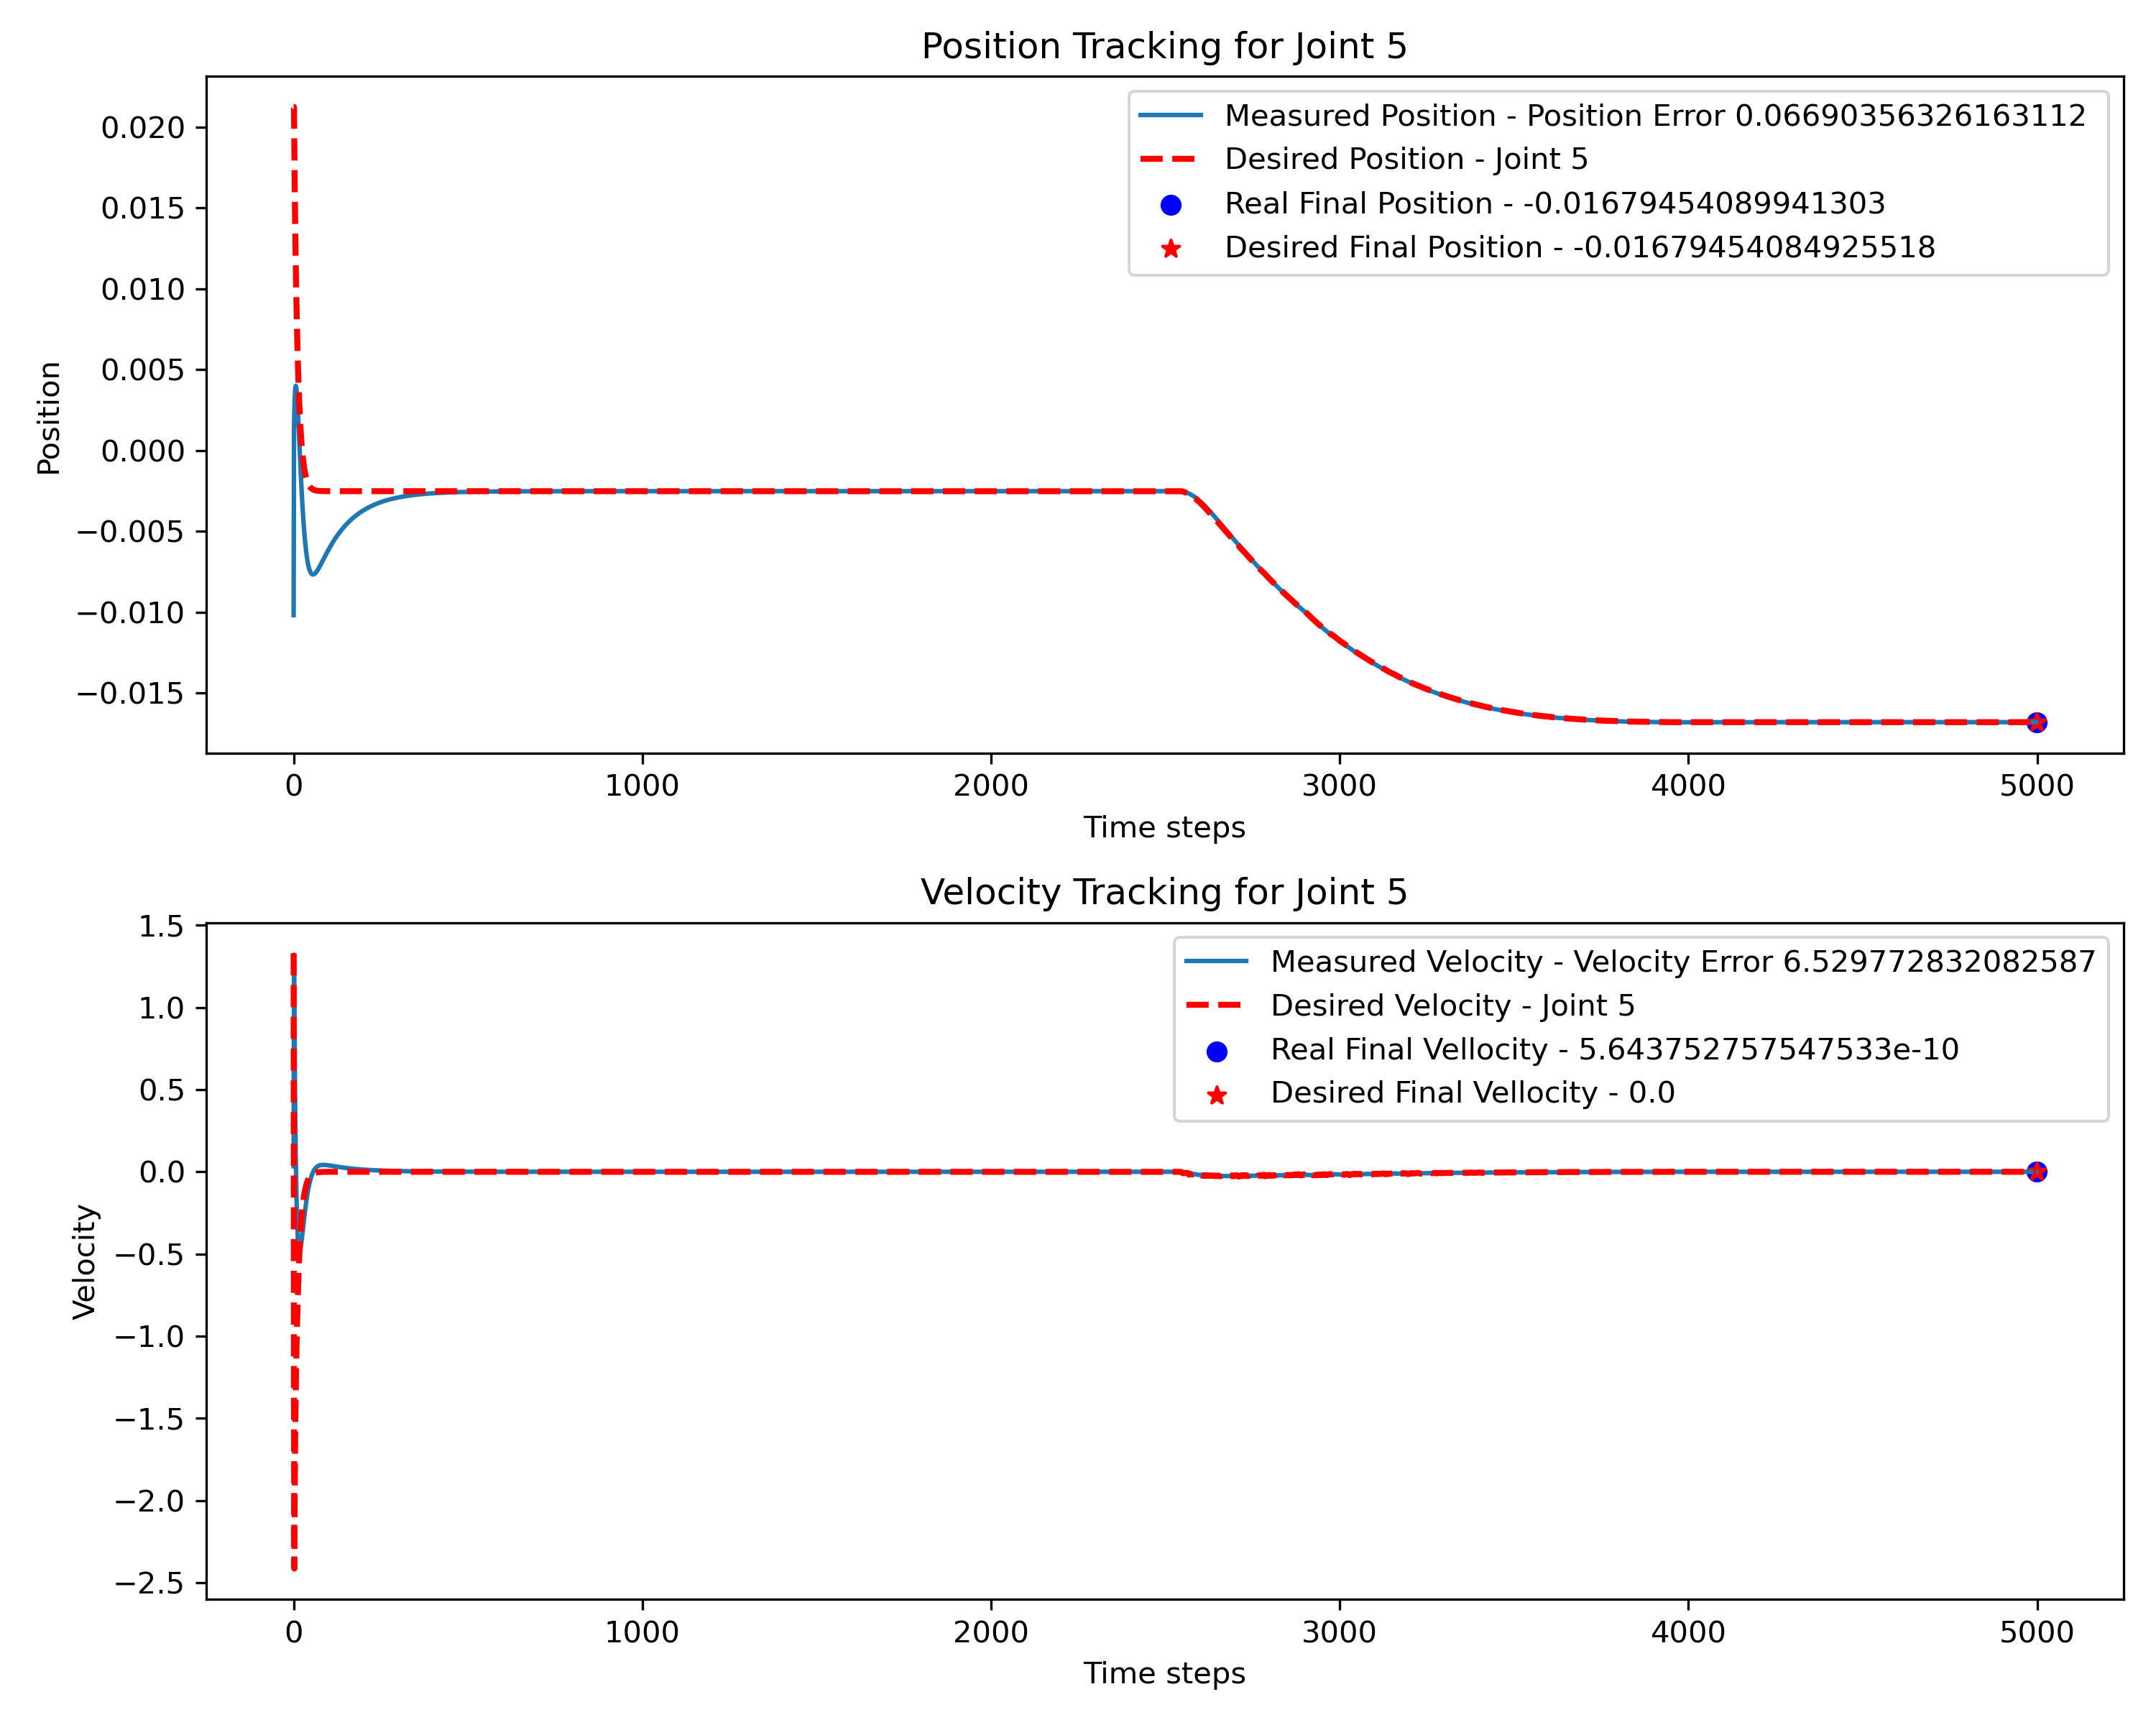 Position Tracking for Joint 5
Measured Position - Position Error 0.06690356326163112
Desired Position - Joint 5
Real Final Position - -0.01679454089941303
Desired Final Position - -0.01679454084925518
0.020
0.015
0.010
0.005
0.000
−0.005
−0.010
−0.015
Position
0 1000 2000 3000 4000 5000
Time steps
Velocity Tracking for Joint 5
Measured Velocity - Velocity Error 6.529772832082587
Desired Velocity - Joint 5
Real Final Vellocity - 5.643752757547533e-10
Desired Final Vellocity - 0.0
1.5
1.0
0.5
0.0
−0.5
−1.0
−1.5
−2.0
−2.5
Velocity
0 1000 2000 3000 4000 5000
Time steps